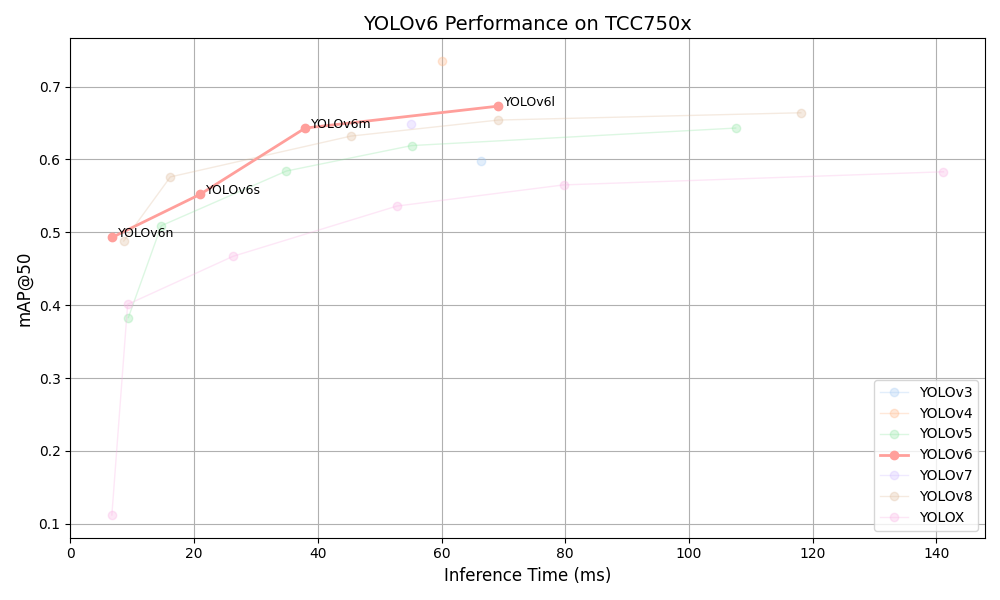 YOLOv6 Performance on TCC750x
mAP@50
0.7
0.6
0.5
0.4
0.3
0.2
0.1
YOLOv6l
YOLOv6m
YOLOv6s
YOLOv6n
YOLOv3
YOLOv4
YOLOv5
YOLOv6
YOLOv7
YOLOv8
YOLOX
0 20 40 60 80 100 120 140
Inference Time (ms)